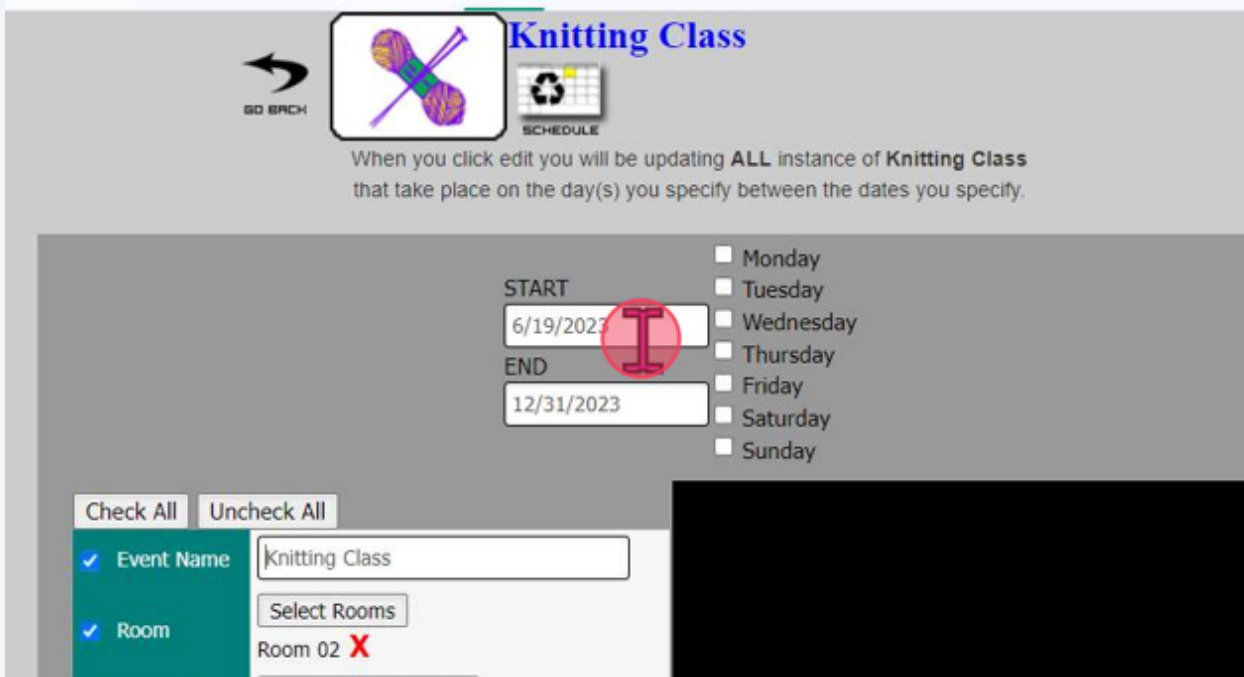 Knitting Class
GO BACK
SCHEDULE
When you click edit you will be updating ALL instance of Knitting Class
that take place on the day(s) you specify between the dates you specify.
START
6/19/2023
END
12/31/2023
Monday
Tuesday
Wednesday
Thursday
Friday
Saturday
Sunday
Check All Uncheck All
Event Name Knitting Class
Room Select Rooms
Room 02 X